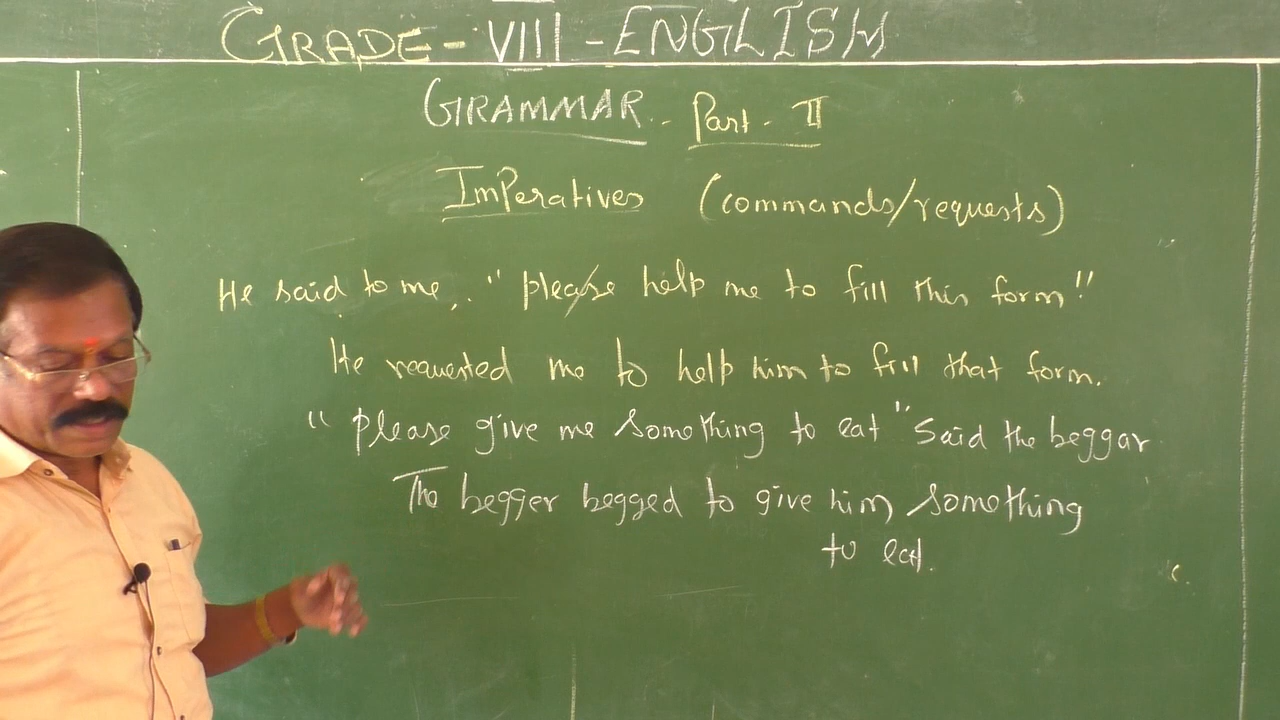 GRADE - VIII - ENGLISH
GRAMMAR - Part - II
Imperatives (commands/requests)
He said to me, "please help me to fill this form"
He requested me to help him to fill that form.
"please give me something to eat" said the beggar
The begger begged to give him something
to eat.